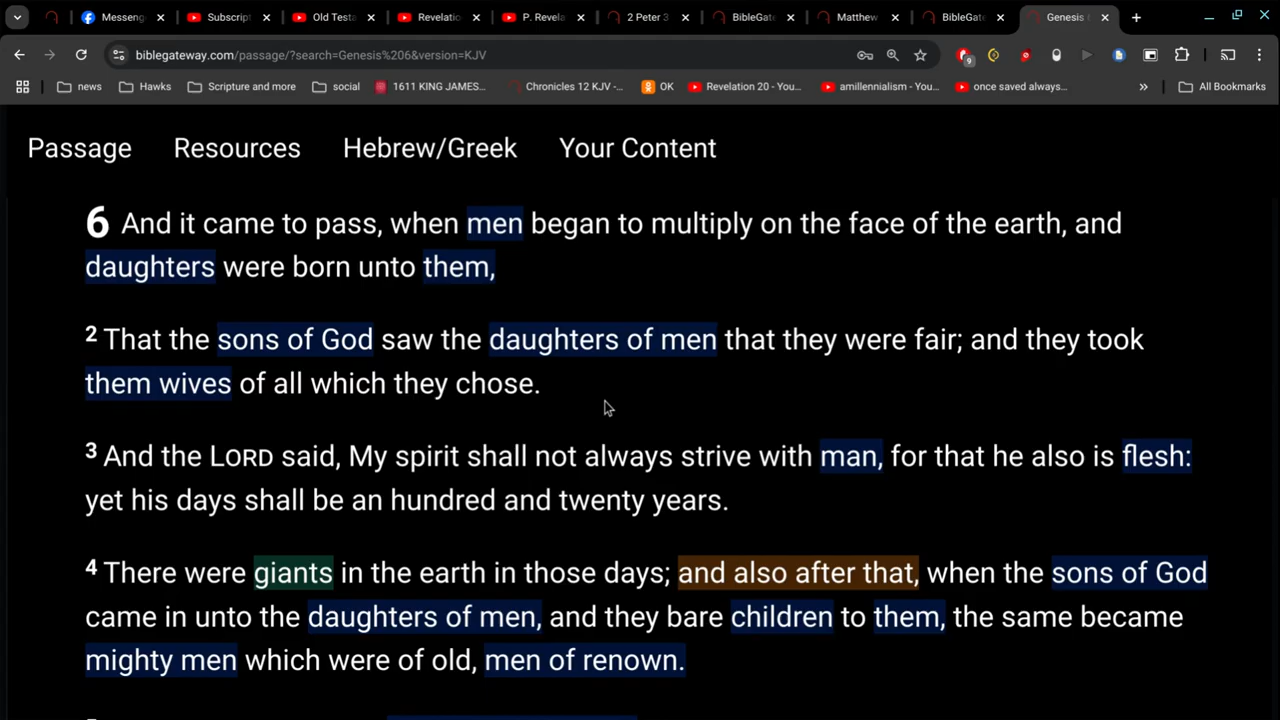 Messeng
Subscript
Old Testa
Revelatio
P. Revela
2 Peter 3
BibleGat
Matthew
BibleGat
Genesis
biblegateway.com/passage/?search=Genesis%206&version=KJV
9
news
Hawks
Scripture and more
social
1611 KING JAMES...
Chronicles 12 KJV -...
OK
Revelation 20 - You...
amillennialism - You...
once saved always...
»
All Bookmarks
Passage
Resources
Hebrew/Greek
Your Content
6 And it came to pass, when men began to multiply on the face of the earth, and
daughters were born unto them,
2 That the sons of God saw the daughters of men that they were fair; and they took
them wives of all which they chose.
3 And the LORD said, My spirit shall not always strive with man, for that he also is flesh:
yet his days shall be an hundred and twenty years.
4 There were giants in the earth in those days; and also after that, when the sons of God
came in unto the daughters of men, and they bare children to them, the same became
mighty men which were of old, men of renown.